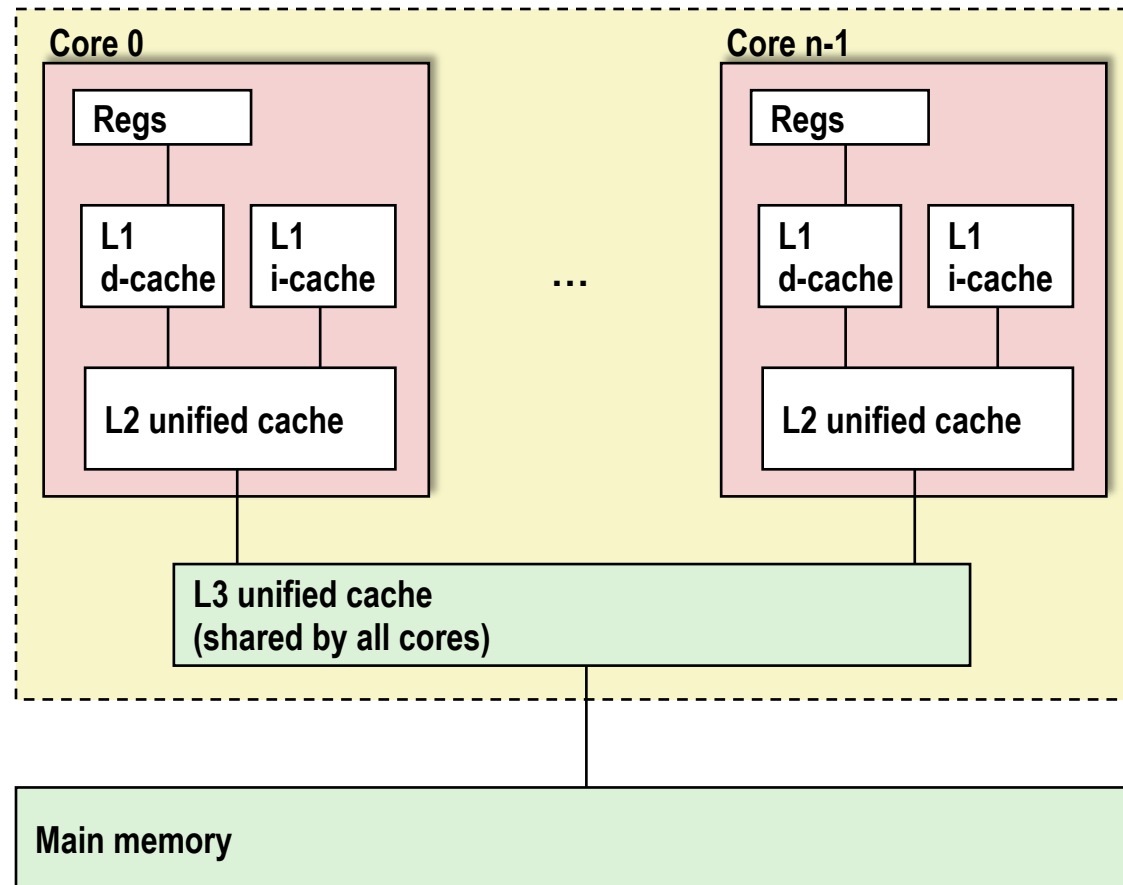 Core 0
Core n-1
Regs
Regs
L1
d-cache
L1
i-cache
…
L1
d-cache
L1
i-cache
L2 unified cache
L2 unified cache
L3 unified cache
(shared by all cores)
Main memory